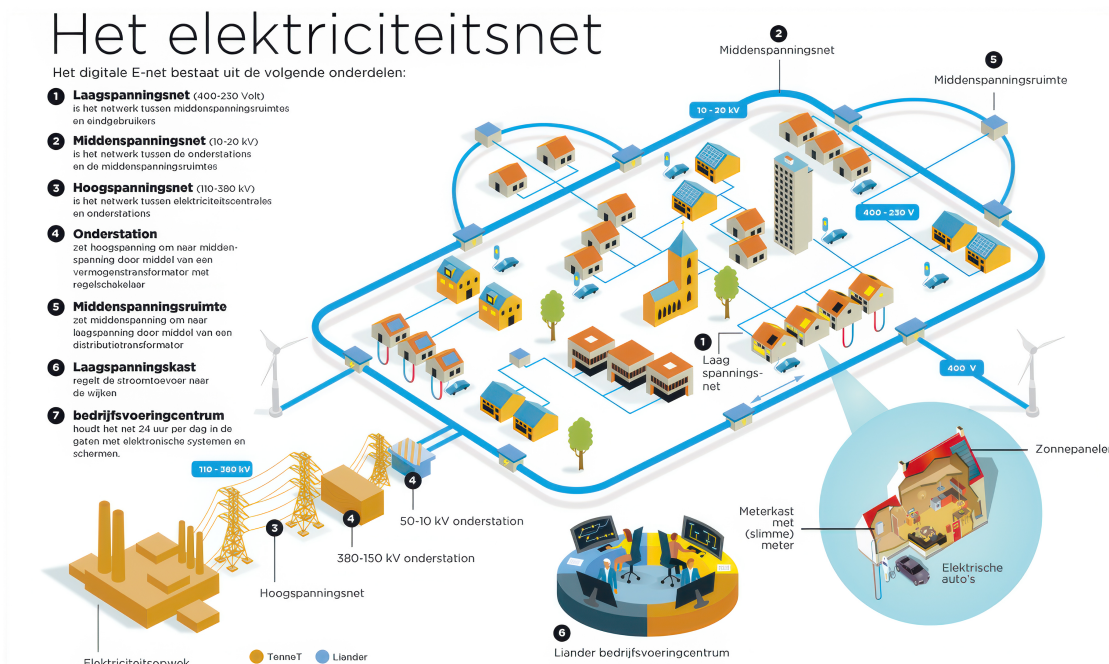 Het elektriciteitsnet
Het digitale E-net bestaat uit de volgende onderdelen:
1 Laagspanningsnet (400-230 Volt)
is het netwerk tussen middenspanningsruimtes
en eindgebruikers
2 Middenspanningsnet (10-20 kV)
is het netwerk tussen de onderstations
en de middenspanningsruimtes
3 Hoogspanningsnet (110-380 kV)
is het netwerk tussen elektriciteitscentrales
en onderstations
4 Onderstation
zet hoogspanning om naar midden-
spanning door middel van een
vermogenstransformator met
regelschakelaar
5 Middenspanningsruimte
zet middenspanning om naar
laagspanning door middel van een
distributiotransformator
6 Laagspanningskast
regelt de stroomtoevoer naar
de wijken
7 bedrijfsvoeringcentrum
houdt het net 24 uur per dag in de
gaten met elektronische systemen en
schermen.
2
Middenspanningsnet
5
Middenspanningsruimte
10 - 20 kV
400 - 230 V
1
Laag
spannings-
net
400 V
110 - 380 kV
4
50-10 kV onderstation
4
380-150 kV onderstation
3
Hoogspanningsnet
Zonnepanele
Meterkast
met
(slimme)
meter
Elektrische
auto's
6
Liander bedrijfsvoeringcentrum
Elektriciteitsopwek
TenneT
Liander